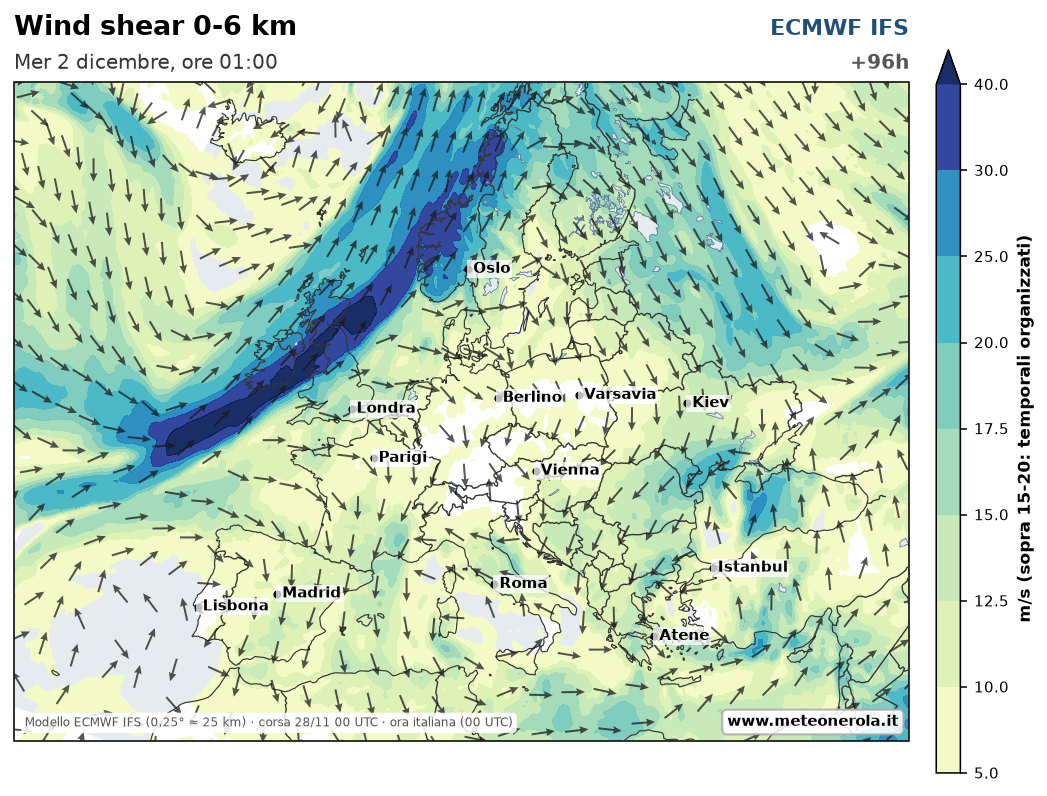 Wind shear 0-6 km
ECMWF IFS
Mer 2 dicembre, ore 01:00
+96h
40.0
30.0
25.0
20.0
17.5
15.0
12.5
10.0
5.0
m/s (sopra 15-20: temporali organizzati)
Oslo
Berlino
Varsavia
Kiev
Londra
Parigi
Vienna
Istanbul
Roma
Madrid
Lisbona
Atene
Modello ECMWF IFS (0,25° ≈ 25 km) · corsa 28/11 00 UTC · ora italiana (00 UTC)
www.meteonerola.it